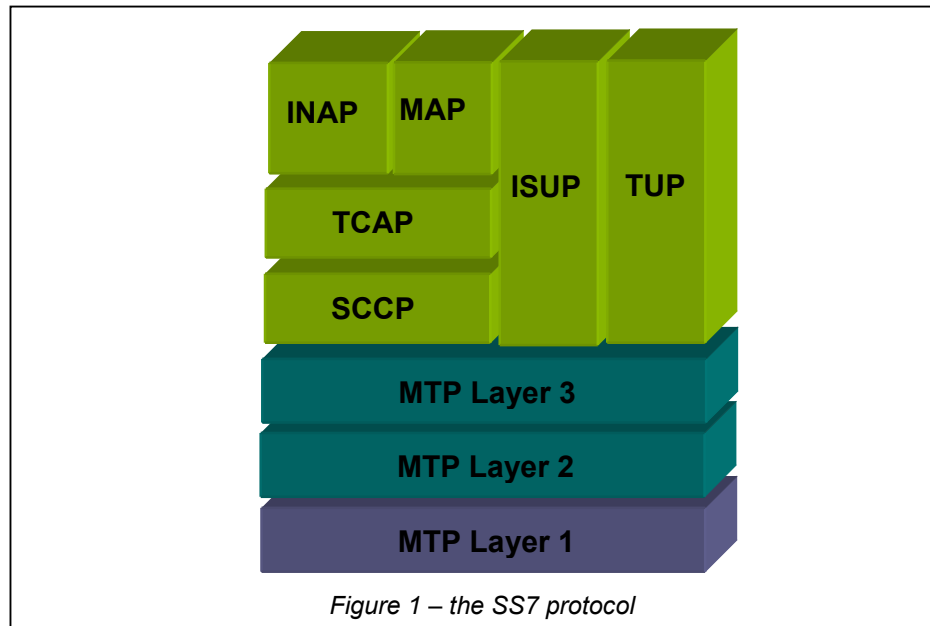 INAP
MAP
ISUP
TUP
TCAP
SCCP
MTP Layer 3
MTP Layer 2
MTP Layer 1
Figure 1 – the SS7 protocol